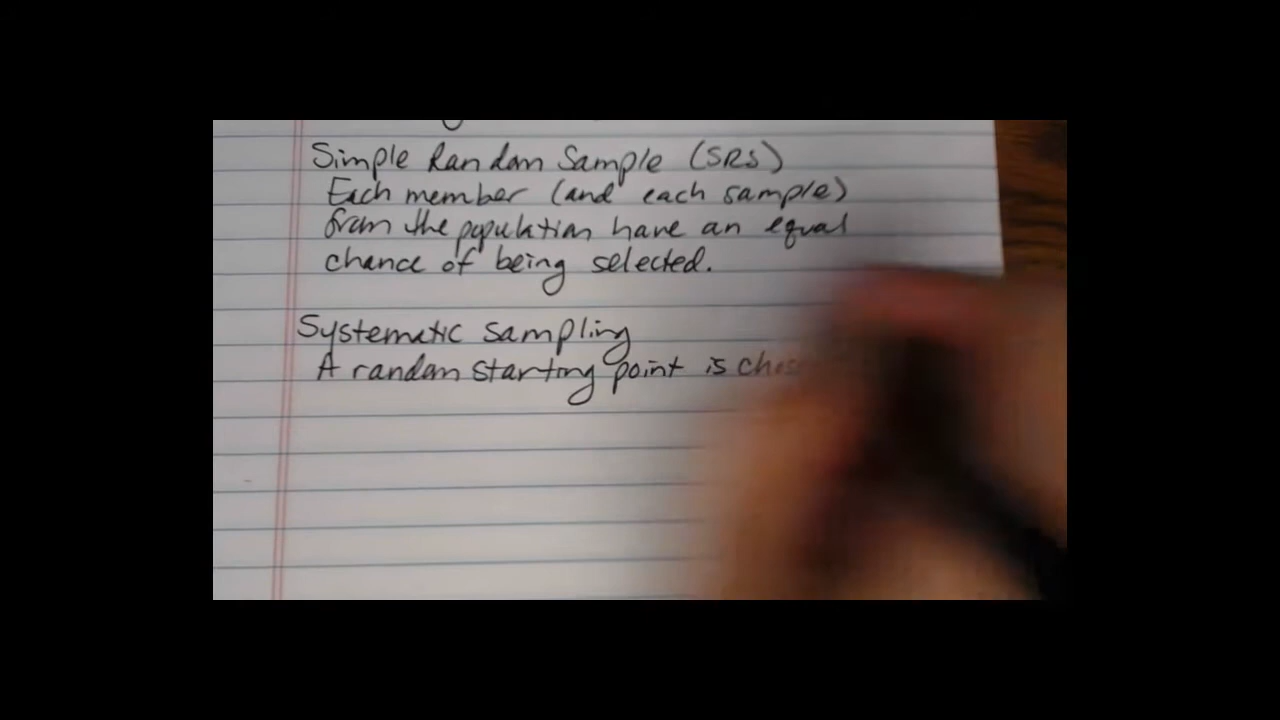 Simple Random Sample (SRS)
Each member (and each sample)
from the population have an equal
chance of being selected.
Systematic Sampling
A random starting point is